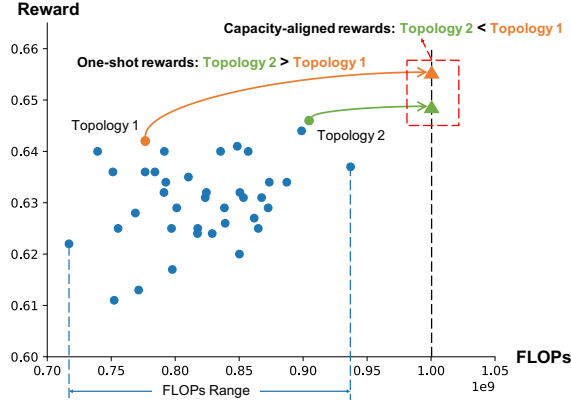 Reward
Capacity-aligned rewards: Topology 2 < Topology 1
One-shot rewards: Topology 2 > Topology 1
0.66
0.65
0.64
0.63
0.62
0.61
0.60
Topology 1
Topology 2
0.70 0.75 0.80 0.85 0.90 0.95 1.00 1.05
FLOPs
1e9
FLOPs Range